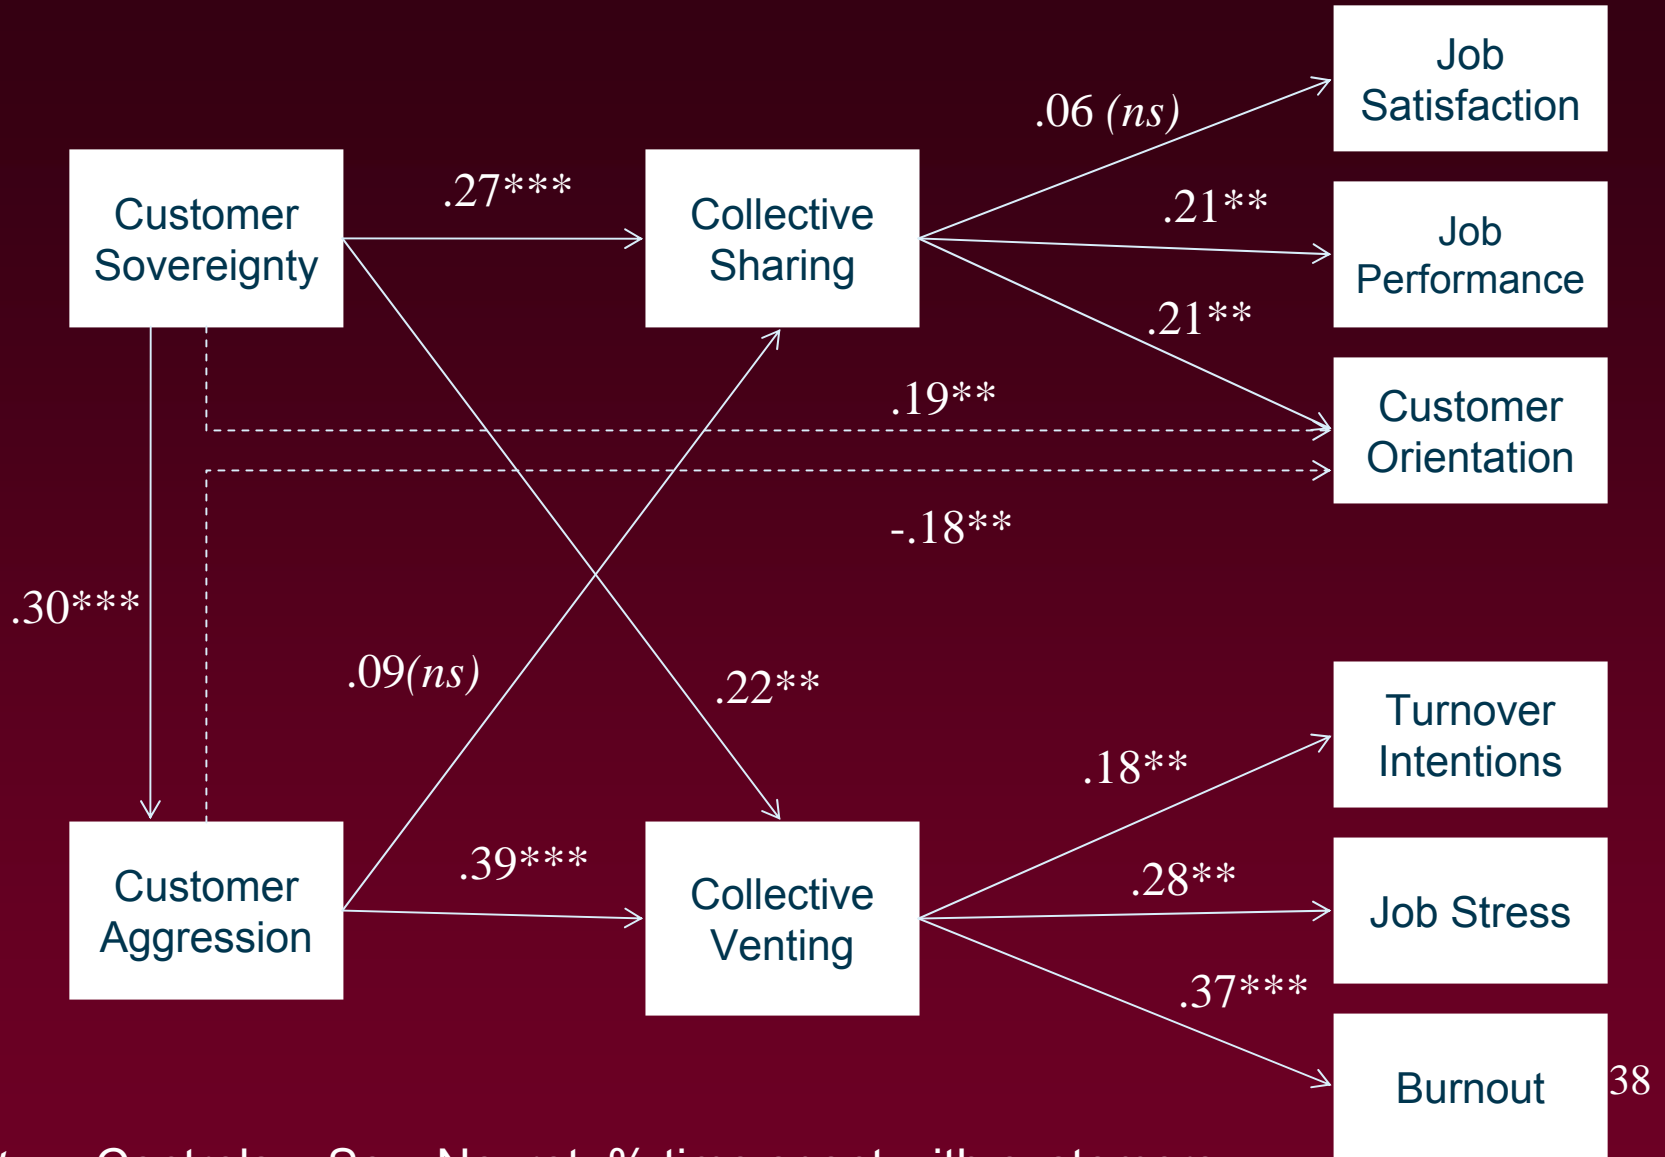 Job
Satisfaction
.06 (ns)
Customer
Sovereignty
.27***
Collective
Sharing
.21**
Job
Performance
.21**
.19**
Customer
Orientation
-.18**
.30***
.09(ns)
.22**
Turnover
Intentions
.18**
Customer
Aggression
.39***
Collective
Venting
.28**
Job Stress
.37***
Burnout
38